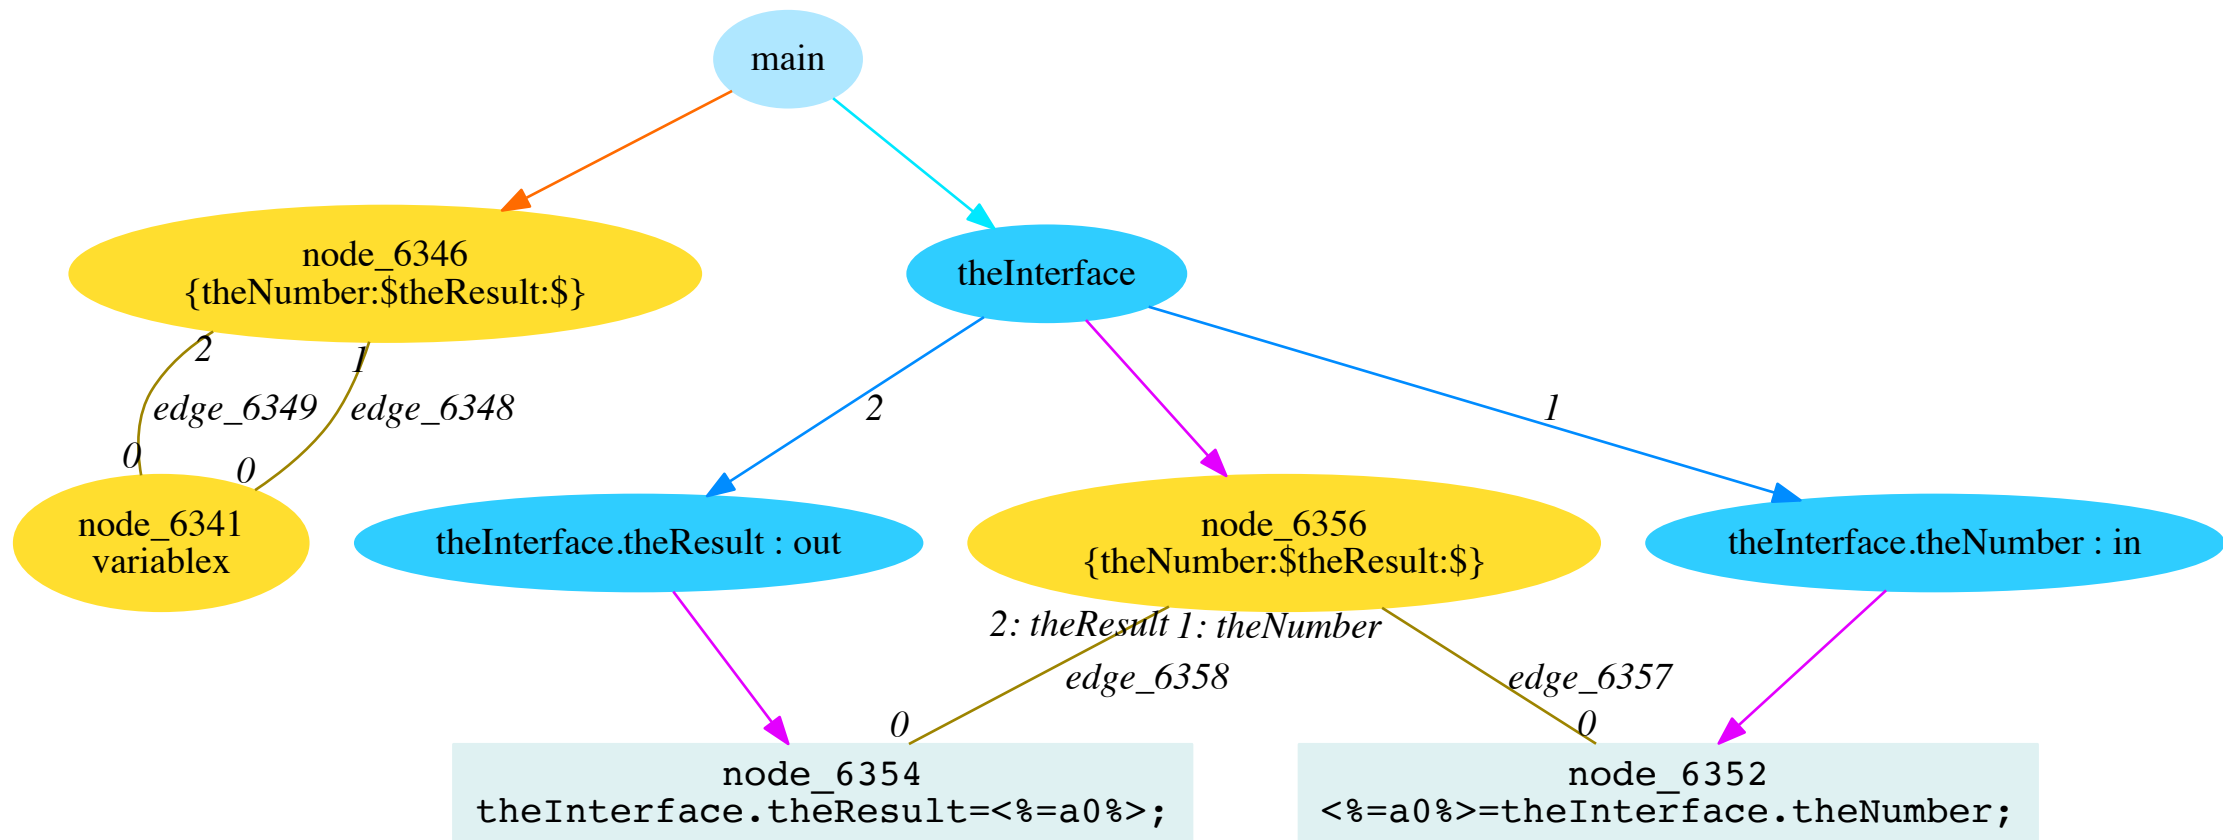 main
node_6346
{theNumber:$theResult:$}
theInterface
2
1
edge_6349
edge_6348
2
1
0
0
node_6341
variablex
theInterface.theResult : out
node_6356
{theNumber:$theResult:$}
theInterface.theNumber : in
2: theResult
1: theNumber
edge_6358
edge_6357
0
0
node_6354
theInterface.theResult=<%=a0%>;
node_6352
<%=a0%>=theInterface.theNumber;